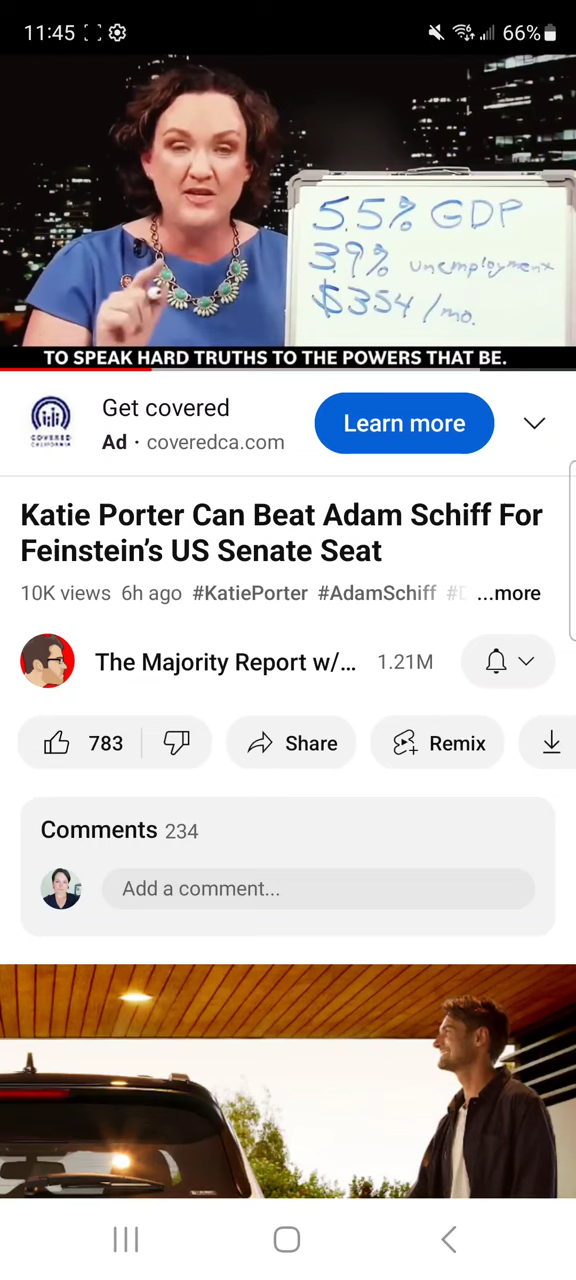 11:45
66%
5.5% GDP
3.9% unemployment
$354/mo.
TO SPEAK HARD TRUTHS TO THE POWERS THAT BE.
COVERED
CALIFORNIA
Get covered
Learn more
Ad · coveredca.com
Katie Porter Can Beat Adam Schiff For
Feinstein's US Senate Seat
10K views 6h ago #KatiePorter #AdamSchiff #D ...more
The Majority Report w/... 1.21M
783
Share
Remix
Comments 234
Add a comment...